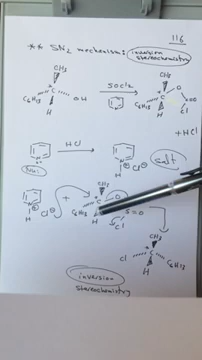 116
** SN2 mechanism: inversion
stereochemistry
CH3
C6H13 C* OH
H
SOCl2
N
CH3
C6H13 C* O
H
S=O
Cl
+HCl
N
HCl
N
H
Cl⊖
Salt
N
H
Cl⊖
+
CH3
C6H13
H
O
S=O
Cl
CH3
Cl C* C6H13
H
inversion
stereochemistry